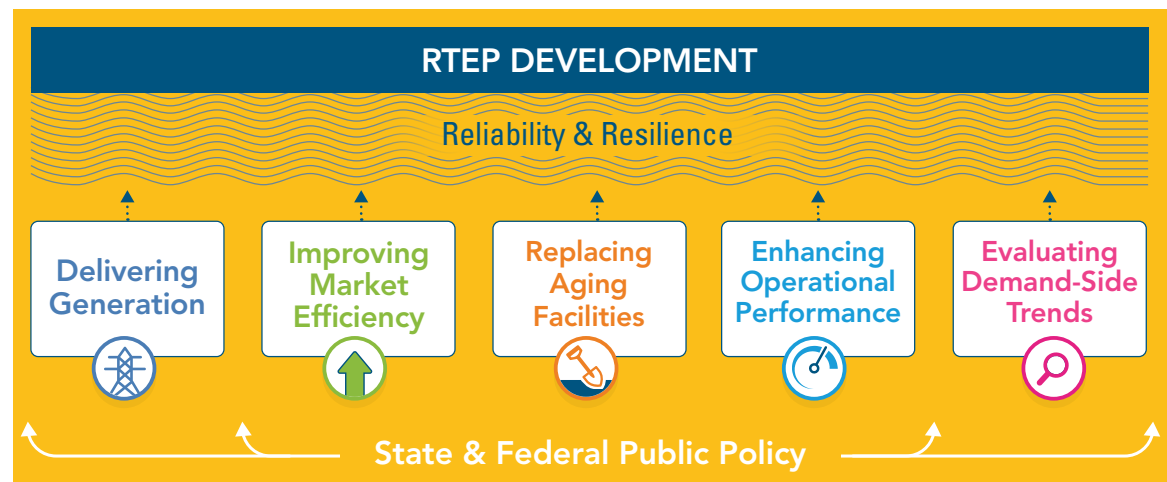 RTEP DEVELOPMENT
Reliability & Resilience
Delivering
Generation
Improving
Market
Efficiency
Replacing
Aging
Facilities
Enhancing
Operational
Performance
Evaluating
Demand-Side
Trends
State & Federal Public Policy